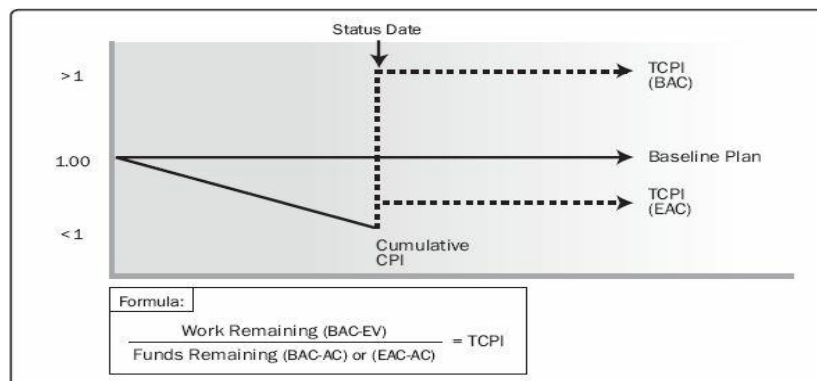 Status Date
>1
TCPI
(BAC)
1.00
Baseline Plan
TCPI
(EAC)
<1
Cumulative
CPI
Formula:
Work Remaining (BAC-EV)
Funds Remaining (BAC-AC) or (EAC-AC)
= TCPI